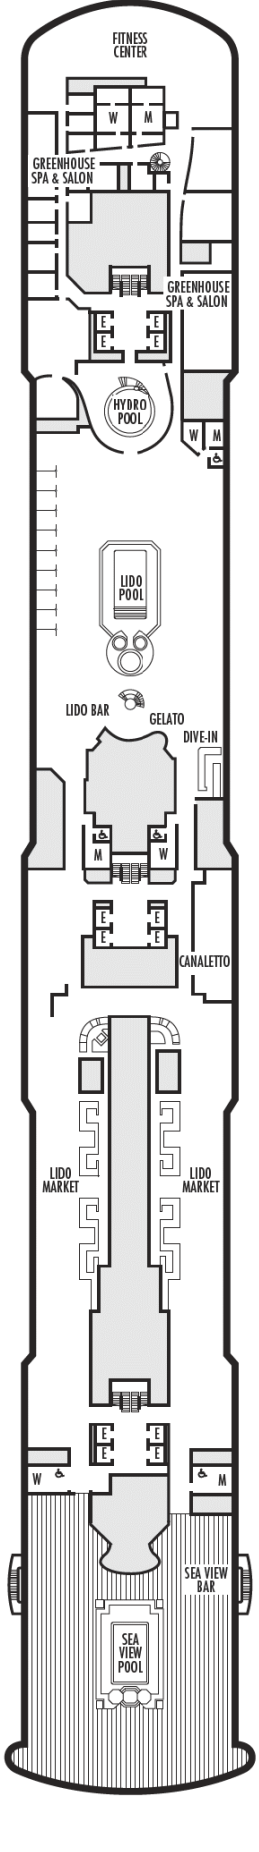 FITNESS
CENTER
W M
GREENHOUSE
SPA & SALON
GREENHOUSE
SPA & SALON
E E
E E
HYDRO
POOL
W M
LIDO
POOL
LIDO BAR
GELATO
DIVE-IN
M W
E E
E E
CANALETTO
LIDO
MARKET
LIDO
MARKET
E E
E E
W M
SEA VIEW
BAR
SEA
VIEW
POOL